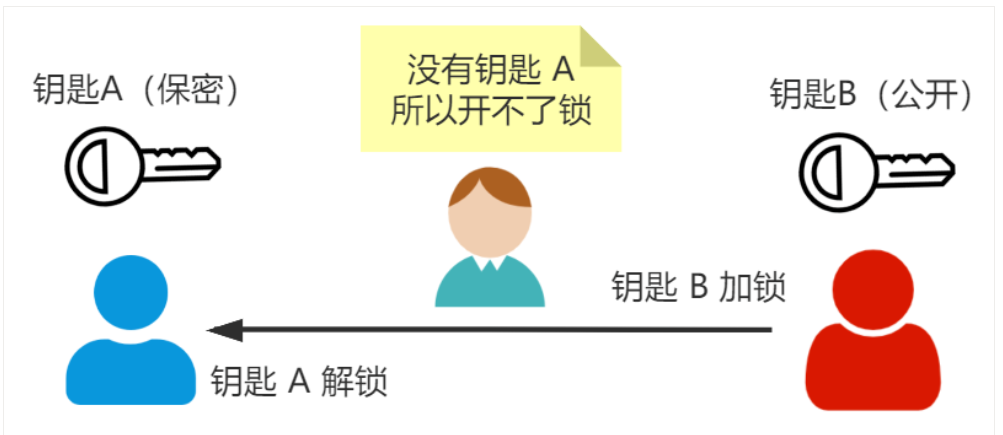 钥匙A（保密）
没有钥匙 A
所以开不了锁
钥匙B（公开）
钥匙 B 加锁
钥匙 A 解锁